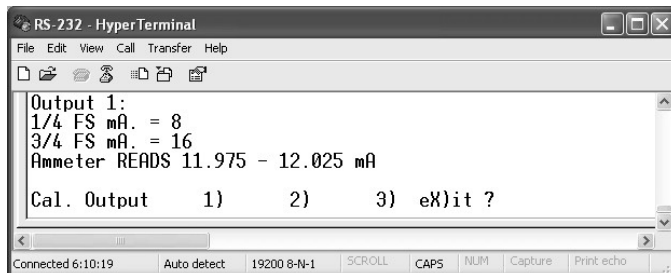 RS-232 - HyperTerminal
File Edit View Call Transfer Help
Output 1:
1/4 FS mA. = 8
3/4 FS mA. = 16
Ammeter READS 11.975 - 12.025 mA
Cal. Output 1) 2) 3) eX)it ?
Connected 6:10:19 Auto detect 19200 8-N-1 SCROLL CAPS NUM Capture Print echo